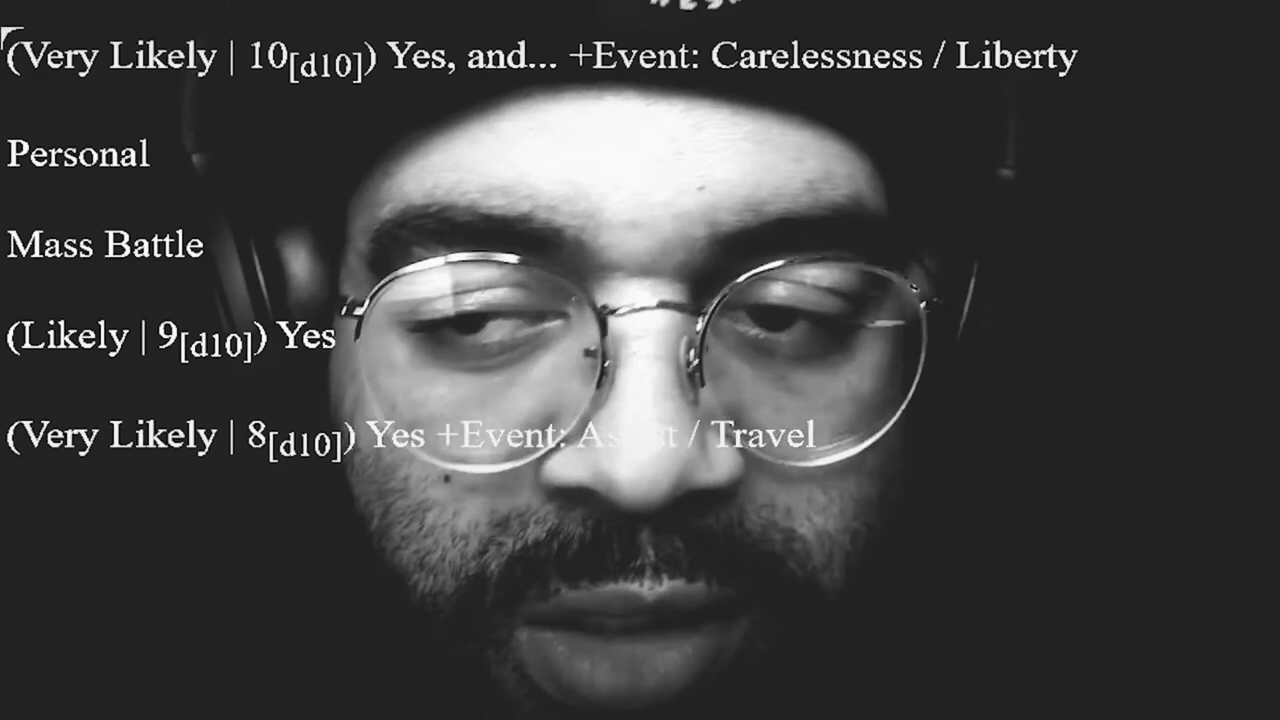 (Very Likely | 10[d10]) Yes, and... +Event: Carelessness / Liberty
Personal
Mass Battle
(Likely | 9[d10]) Yes
(Very Likely | 8[d10]) Yes +Event: / Travel